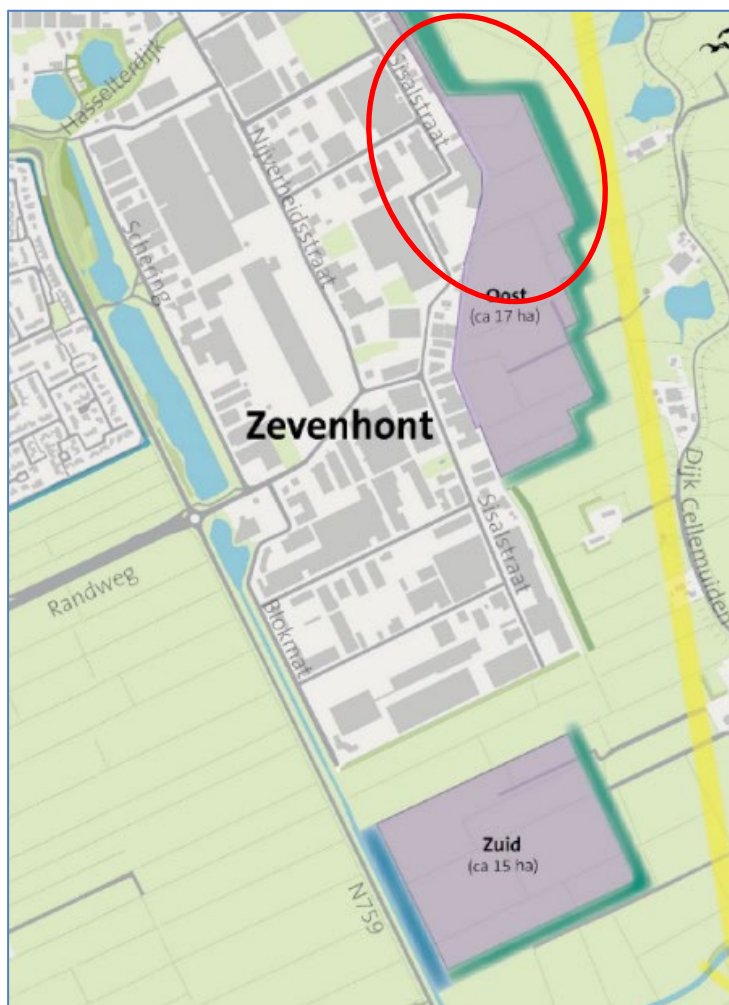 Hasselterdijk
Sisalstraat
Nijverheidsstraat
Schering
Oost
(ca 17 ha)
Zevenhont
Dijk Cellemuiden
Sisalstraat
Randweg
Blokmat
Zuid
(ca 15 ha)
N759